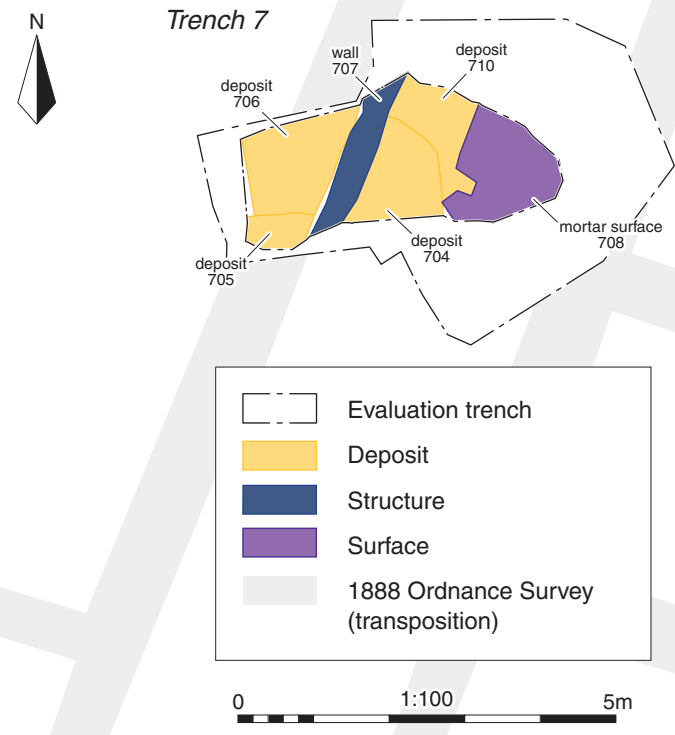 N
Trench 7
wall
707
deposit
710
deposit
706
mortar surface
708
deposit
704
deposit
705
Evaluation trench
Deposit
Structure
Surface
1888 Ordnance Survey
(transposition)
0 1:100 5m